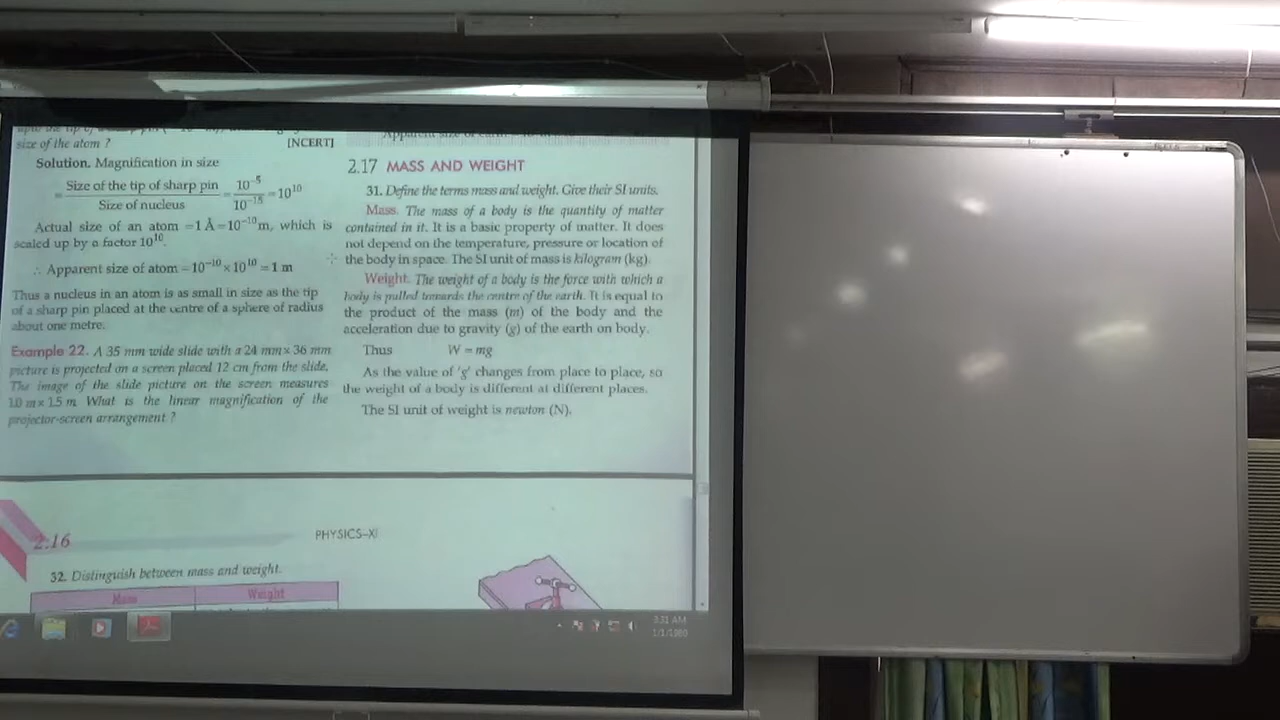 size of the atom ? [NCERT]
Solution. Magnification in size
= Size of the tip of sharp pin / Size of nucleus = 10⁻⁵ / 10⁻¹⁵ = 10¹⁰
Actual size of an atom = 1 Å = 10⁻¹⁰ m, which is
scaled up by a factor 10¹⁰.
∴ Apparent size of atom = 10⁻¹⁰ × 10¹⁰ = 1 m
Thus a nucleus in an atom is as small in size as the tip
of a sharp pin placed at the centre of a sphere of radius
about one metre.
Example 22. A 35 mm wide slide with a 24 mm × 36 mm
picture is projected on a screen placed 12 cm from the slide.
The image of the slide picture on the screen measures
1.0 m × 1.5 m. What is the linear magnification of the
projector-screen arrangement ?
2.17 MASS AND WEIGHT
31. Define the terms mass and weight. Give their SI units.
Mass. The mass of a body is the quantity of matter
contained in it. It is a basic property of matter. It does
not depend on the temperature, pressure or location of
the body in space. The SI unit of mass is kilogram (kg).
Weight. The weight of a body is the force with which a
body is pulled towards the centre of the earth. It is equal to
the product of the mass (m) of the body and the
acceleration due to gravity (g) of the earth on body.
Thus W = mg
As the value of 'g' changes from place to place, so
the weight of a body is different at different places.
The SI unit of weight is newton (N).
2.16 PHYSICS–XI
32. Distinguish between mass and weight.
Mass Weight
3:31 AM
1/1/1980